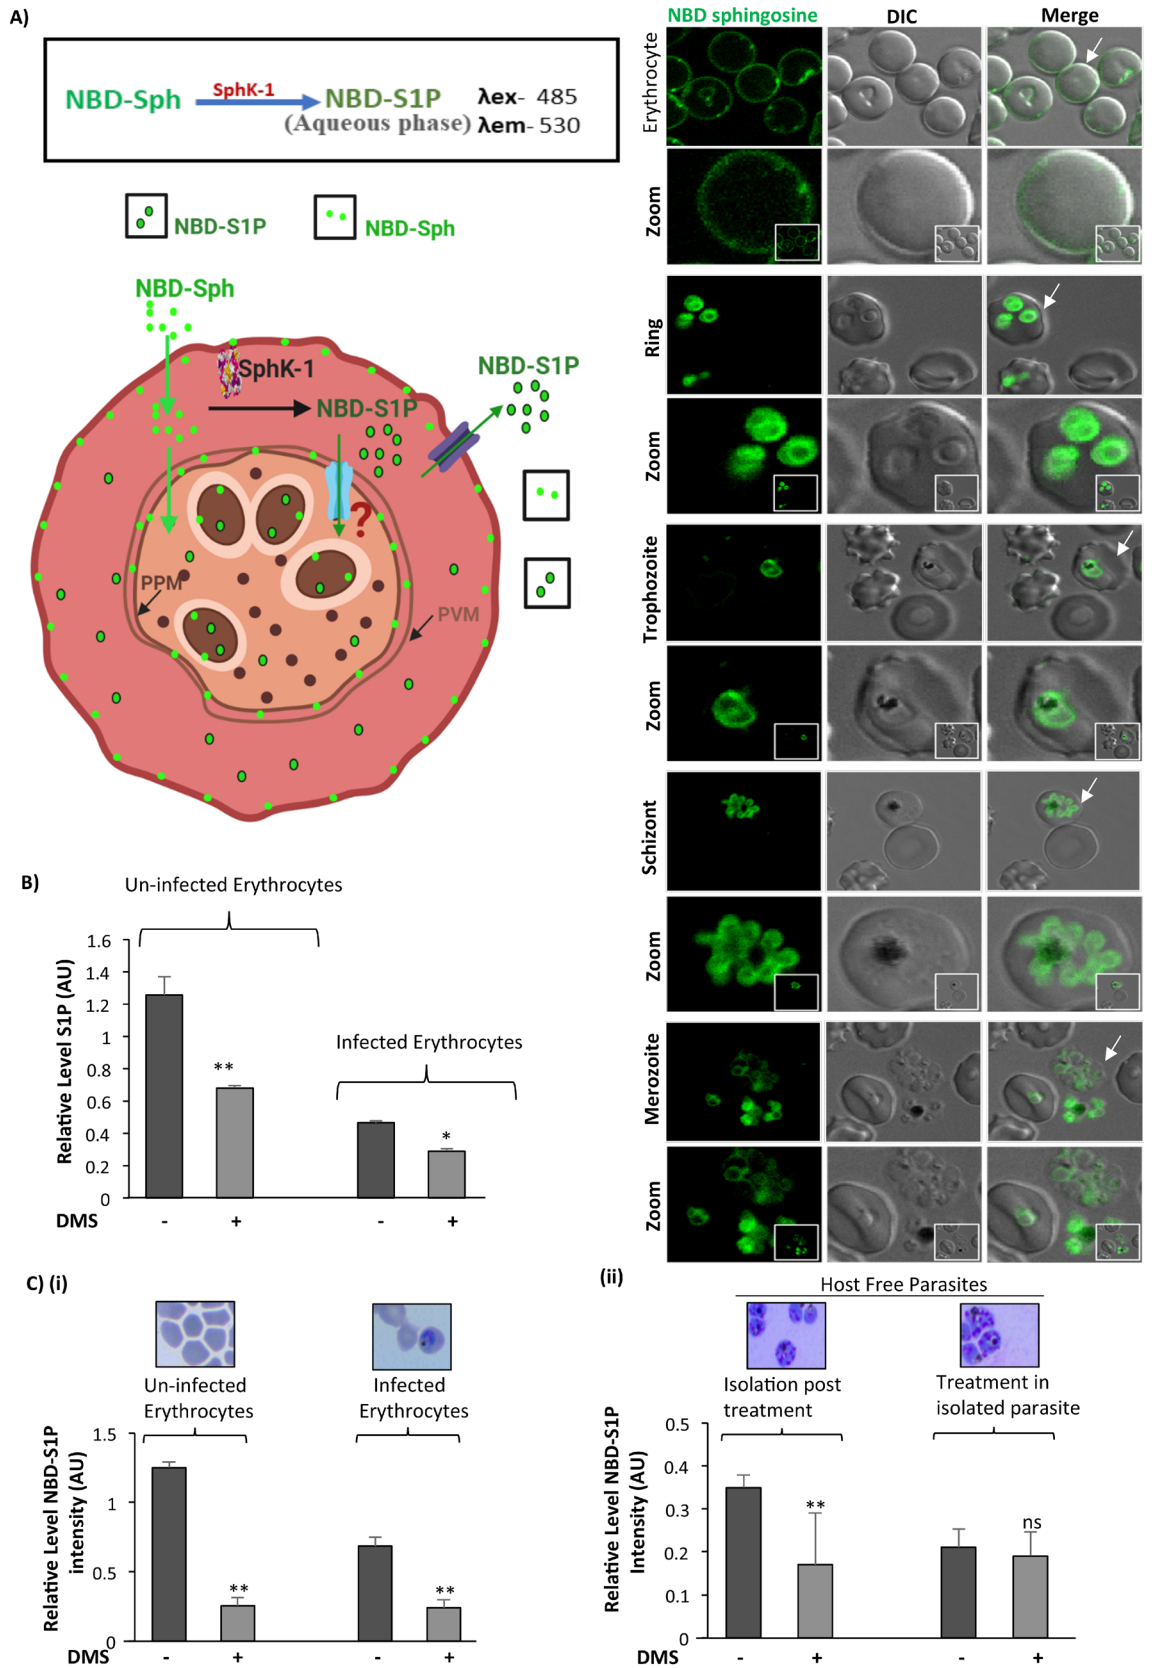 A)
NBD-Sph
SphK-1
NBD-S1P
(Aqueous phase)
λex- 485
λem- 530
NBD-S1P
NBD-Sph
NBD-Sph
SphK-1
NBD-S1P
NBD-S1P
?
PPM
PVM
NBD sphingosine
DIC
Merge
Erythrocyte
Zoom
Ring
Zoom
Trophozoite
Zoom
Schizont
Zoom
Merozoite
Zoom
B)
Un-infected Erythrocytes
Infected Erythrocytes
Relative Level S1P (AU)
1.6
1.4
1.2
1
0.8
0.6
0.4
0.2
0
**
*
DMS
-
+
-
+
C) (i)
Un-infected
Erythrocytes
Infected
Erythrocytes
Relative Level NBD-S1P
intensity (AU)
1.5
1
0.5
0
**
**
DMS
-
+
-
+
(ii)
Host Free Parasites
Isolation post
treatment
Treatment in
isolated parasite
Relative Level NBD-S1P
Intensity (AU)
0.5
0.4
0.3
0.2
0.1
0
**
ns
DMS
-
+
-
+